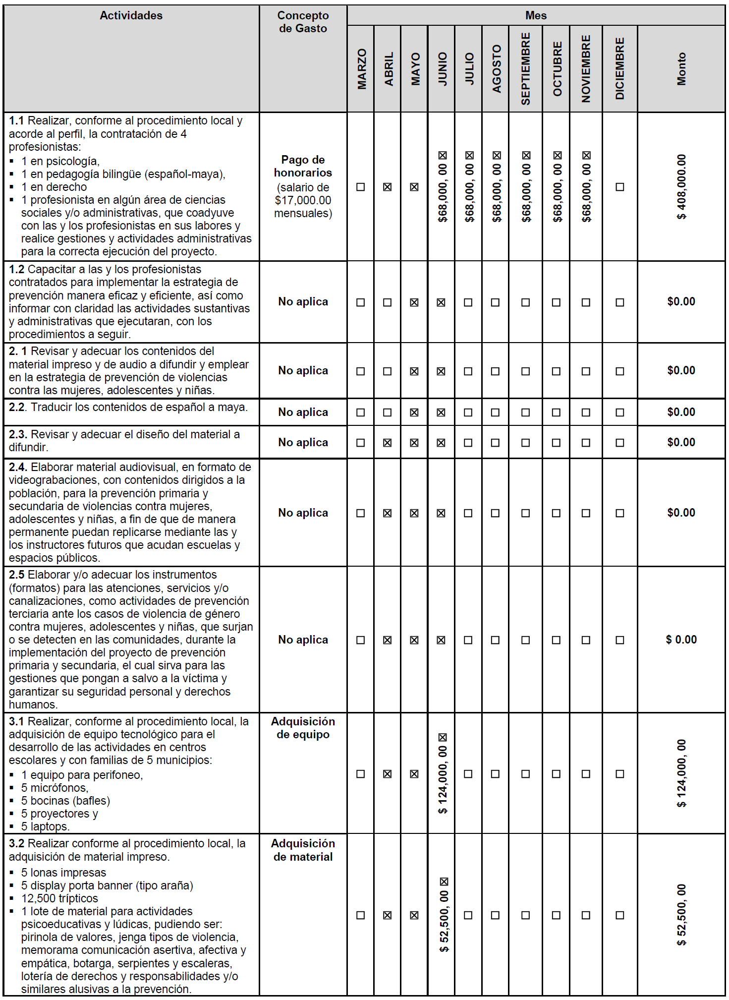 Actividades
Concepto
de Gasto
Mes
MARZO
ABRIL
MAYO
JUNIO
JULIO
AGOSTO
SEPTIEMBRE
OCTUBRE
NOVIEMBRE
DICIEMBRE
Monto
1.1 Realizar, conforme al procedimiento local y
acorde al perfil, la contratación de 4
profesionistas:
▪ 1 en psicología,
▪ 1 en pedagogía bilingüe (español-maya),
▪ 1 en derecho
▪ 1 profesionista en algún área de ciencias
sociales y/o administrativas, que coadyuve
con las y los profesionistas en sus labores y
realice gestiones y actividades administrativas
para la correcta ejecución del proyecto.
Pago de
honorarios
(salario de
$17,000.00
mensuales)
☐ ☒ ☒
$68,000, 00 ☒
$68,000, 00 ☒
$68,000, 00 ☒
$68,000, 00 ☒
$68,000, 00 ☒
$68,000, 00 ☒
☐
$ 408,000.00
1.2 Capacitar a las y los profesionistas
contratados para implementar la estrategia de
prevención manera eficaz y eficiente, así como
informar con claridad las actividades sustantivas
y administrativas que ejecutaran, con los
procedimientos a seguir.
No aplica
☐ ☐ ☒ ☒ ☐ ☐ ☐ ☐ ☐ ☐
$0.00
2. 1 Revisar y adecuar los contenidos del
material impreso y de audio a difundir y emplear
en la estrategia de prevención de violencias
contra las mujeres, adolescentes y niñas.
No aplica
☐ ☐ ☒ ☒ ☐ ☐ ☐ ☐ ☐ ☐
$0.00
2.2. Traducir los contenidos de español a maya.
No aplica
☐ ☐ ☒ ☒ ☐ ☐ ☐ ☐ ☐ ☐
$0.00
2.3. Revisar y adecuar el diseño del material a
difundir.
No aplica
☐ ☒ ☒ ☒ ☐ ☐ ☐ ☐ ☐ ☐
$0.00
2.4. Elaborar material audiovisual, en formato de
videograbaciones, con contenidos dirigidos a la
población, para la prevención primaria y
secundaria de violencias contra mujeres,
adolescentes y niñas, a fin de que de manera
permanente puedan replicarse mediante las y
los instructores futuros que acudan escuelas y
espacios públicos.
No aplica
☐ ☒ ☒ ☒ ☐ ☐ ☐ ☐ ☐ ☐
$0.00
2.5 Elaborar y/o adecuar los instrumentos
(formatos) para las atenciones, servicios y/o
canalizaciones, como actividades de prevención
terciaria ante los casos de violencia de género
contra mujeres, adolescentes y niñas, que surjan
o se detecten en las comunidades, durante la
implementación del proyecto de prevención
primaria y secundaria, el cual sirva para las
gestiones que pongan a salvo a la víctima y
garantizar su seguridad personal y derechos
humanos.
No aplica
☐ ☒ ☒ ☒ ☐ ☐ ☐ ☐ ☐ ☐
$ 0.00
3.1 Realizar, conforme al procedimiento local, la
adquisición de equipo tecnológico para el
desarrollo de las actividades en centros
escolares y con familias de 5 municipios:
▪ 1 equipo para perifoneo,
▪ 5 micrófonos,
▪ 5 bocinas (bafles)
▪ 5 proyectores y
▪ 5 laptops.
Adquisición
de equipo
☐ ☒ ☒
$ 124,000, 00 ☒
☐ ☐ ☐ ☐ ☐ ☐
$ 124,000, 00
3.2 Realizar conforme al procedimiento local, la
adquisición de material impreso.
▪ 5 lonas impresas
▪ 5 display porta banner (tipo araña)
▪ 12,500 trípticos
▪ 1 lote de material para actividades
psicoeducativas y lúdicas, pudiendo ser:
pirinola de valores, jenga tipos de violencia,
memorama comunicación asertiva, afectiva y
empática, botarga, serpientes y escaleras,
lotería de derechos y responsabilidades y/o
similares alusivas a la prevención.
Adquisición
de material
☐ ☒ ☒
$ 52,500, 00 ☒
☐ ☐ ☐ ☐ ☐ ☐
$ 52,500, 00